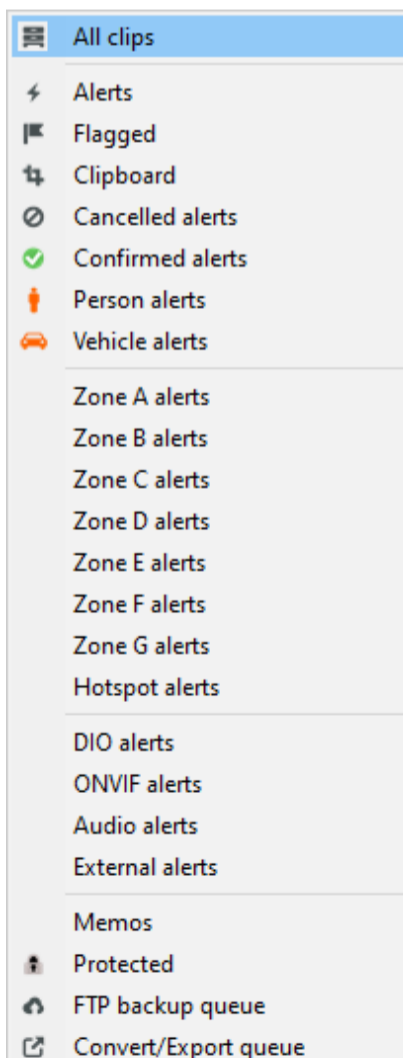 All clips
Alerts
Flagged
Clipboard
Cancelled alerts
Confirmed alerts
Person alerts
Vehicle alerts
Zone A alerts
Zone B alerts
Zone C alerts
Zone D alerts
Zone E alerts
Zone F alerts
Zone G alerts
Hotspot alerts
DIO alerts
ONVIF alerts
Audio alerts
External alerts
Memos
Protected
FTP backup queue
Convert/Export queue